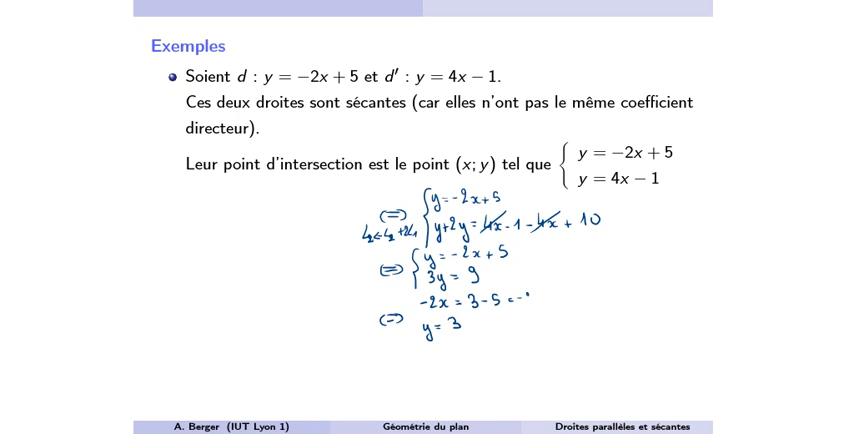 Exemples
Soient d : y = −2x + 5 et d′ : y = 4x − 1.
Ces deux droites sont sécantes (car elles n'ont pas le même coefficient
directeur).
Leur point d'intersection est le point (x; y) tel que { y = −2x + 5
y = 4x − 1
(=) { y = -2x+5
L2 ← L2 + 2L1 y+2y = 4x - 1 - 4x + 10
(=) { y = -2x + 5
3y = 9
-2x = 3 - 5 = -
(=) y = 3
A. Berger (IUT Lyon 1) Géométrie du plan Droites parallèles et sécantes